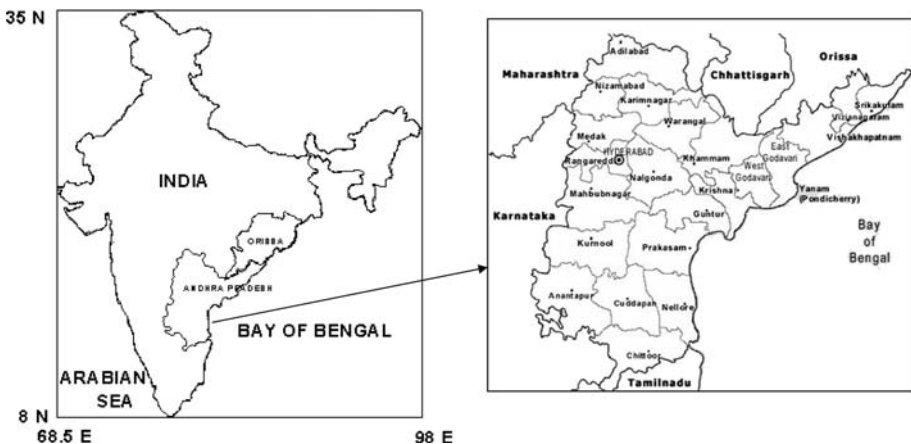 35 N
INDIA
ORISSA
ANDHRA PRADESH
BAY OF BENGAL
ARABIAN
SEA
8 N
68.5 E
98 E
Adilabad
Maharashtra
Chhattisgarh
Orissa
Nizamabad
Karimnagar
Warangal
Srikakulam
Vizianagaram
Vishakhapatnam
Medak
HYDERABAD
Rangareddi
Khammam
East
Godavari
West
Godavari
Nalgonda
Mahbubnagar
Krishna
Yanam
(Pondicherry)
Guntur
Karnataka
Kurnool
Prakasam
Bay
of
Bengal
Anantapur
Cuddapah
Nellore
Chittoor
Tamilnadu